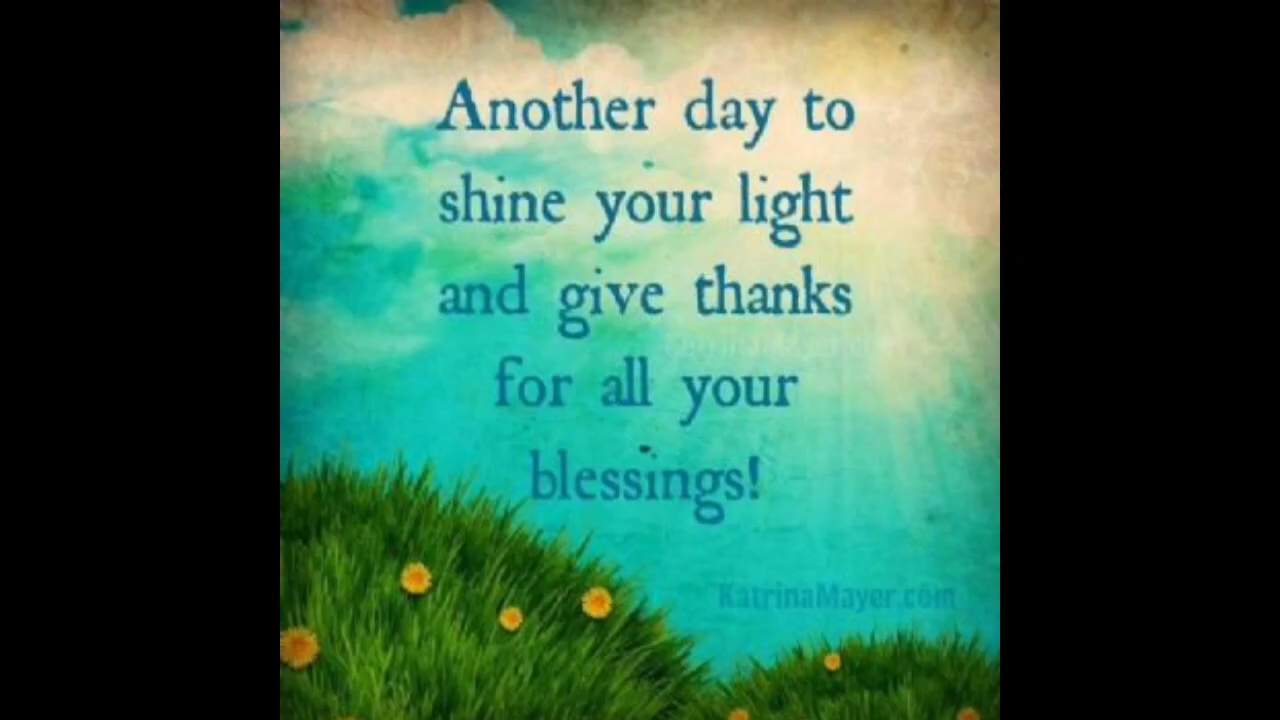 Another day to
shine your light
and give thanks
for all your
blessings!
KatrinaMayer.com